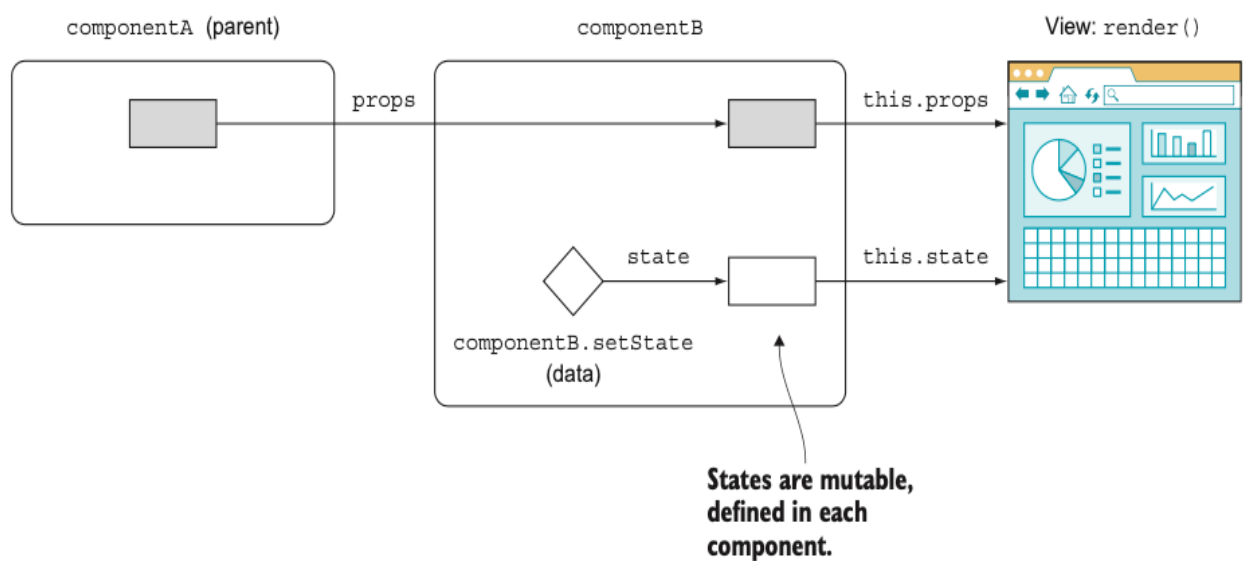 componentA (parent)
componentB
View: render()
props
this.props
state
this.state
componentB.setState
(data)
States are mutable,
defined in each
component.